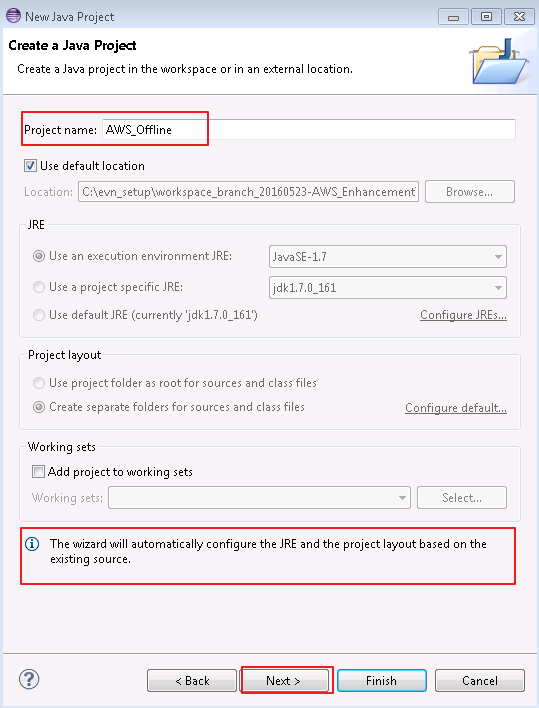 New Java Project
Create a Java Project
Create a Java project in the workspace or in an external location.
Project name: AWS_Offline
Use default location
Location: C:\evn_setup\workspace_branch_20160523-AWS_Enhancement Browse...
JRE
Use an execution environment JRE: JavaSE-1.7
Use a project specific JRE: jdk1.7.0_161
Use default JRE (currently 'jdk1.7.0_161') Configure JREs...
Project layout
Use project folder as root for sources and class files
Create separate folders for sources and class files Configure default...
Working sets
Add project to working sets
Working sets: Select...
The wizard will automatically configure the JRE and the project layout based on the
existing source.
? < Back Next > Finish Cancel